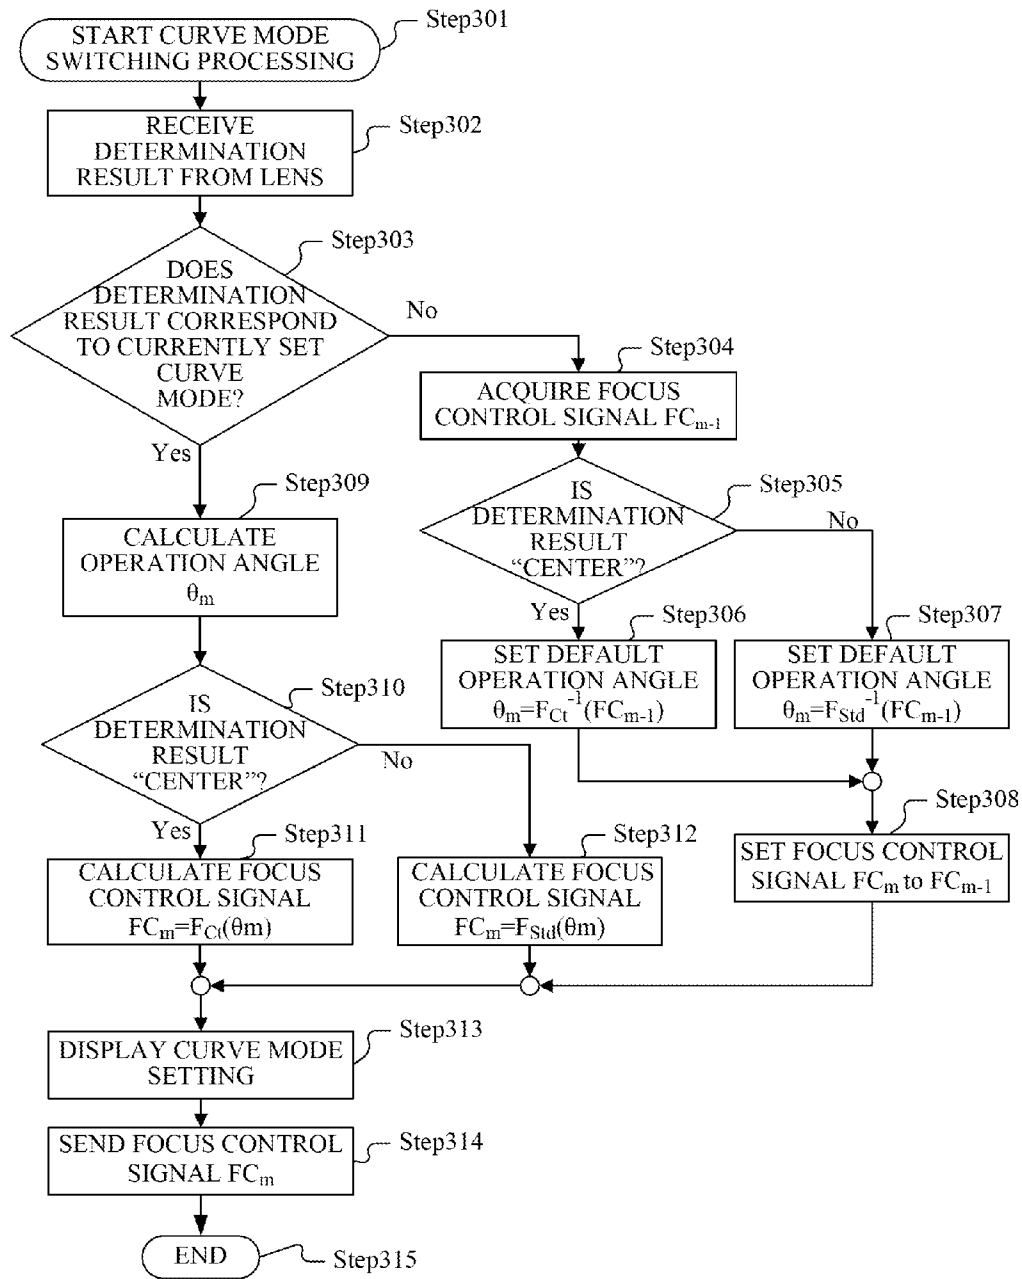 START CURVE MODE
SWITCHING PROCESSING
Step301
RECEIVE
DETERMINATION
RESULT FROM LENS
Step302
DOES
DETERMINATION
RESULT CORRESPOND
TO CURRENTLY SET
CURVE
MODE?
Step303
No
Yes
Step304
ACQUIRE FOCUS
CONTROL SIGNAL FCm-1
Step305
IS
DETERMINATION
RESULT
“CENTER”?
No
Yes
Step306
SET DEFAULT
OPERATION ANGLE
θm=FCt-1(FCm-1)
Step307
SET DEFAULT
OPERATION ANGLE
θm=FStd-1(FCm-1)
Step308
SET FOCUS CONTROL
SIGNAL FCm to FCm-1
Step309
CALCULATE
OPERATION ANGLE
θm
Step310
IS
DETERMINATION
RESULT
“CENTER”?
No
Yes
Step311
CALCULATE FOCUS
CONTROL SIGNAL
FCm=FCt(θm)
Step312
CALCULATE FOCUS
CONTROL SIGNAL
FCm=FStd(θm)
Step313
DISPLAY CURVE MODE
SETTING
Step314
SEND FOCUS CONTROL
SIGNAL FCm
END
Step315